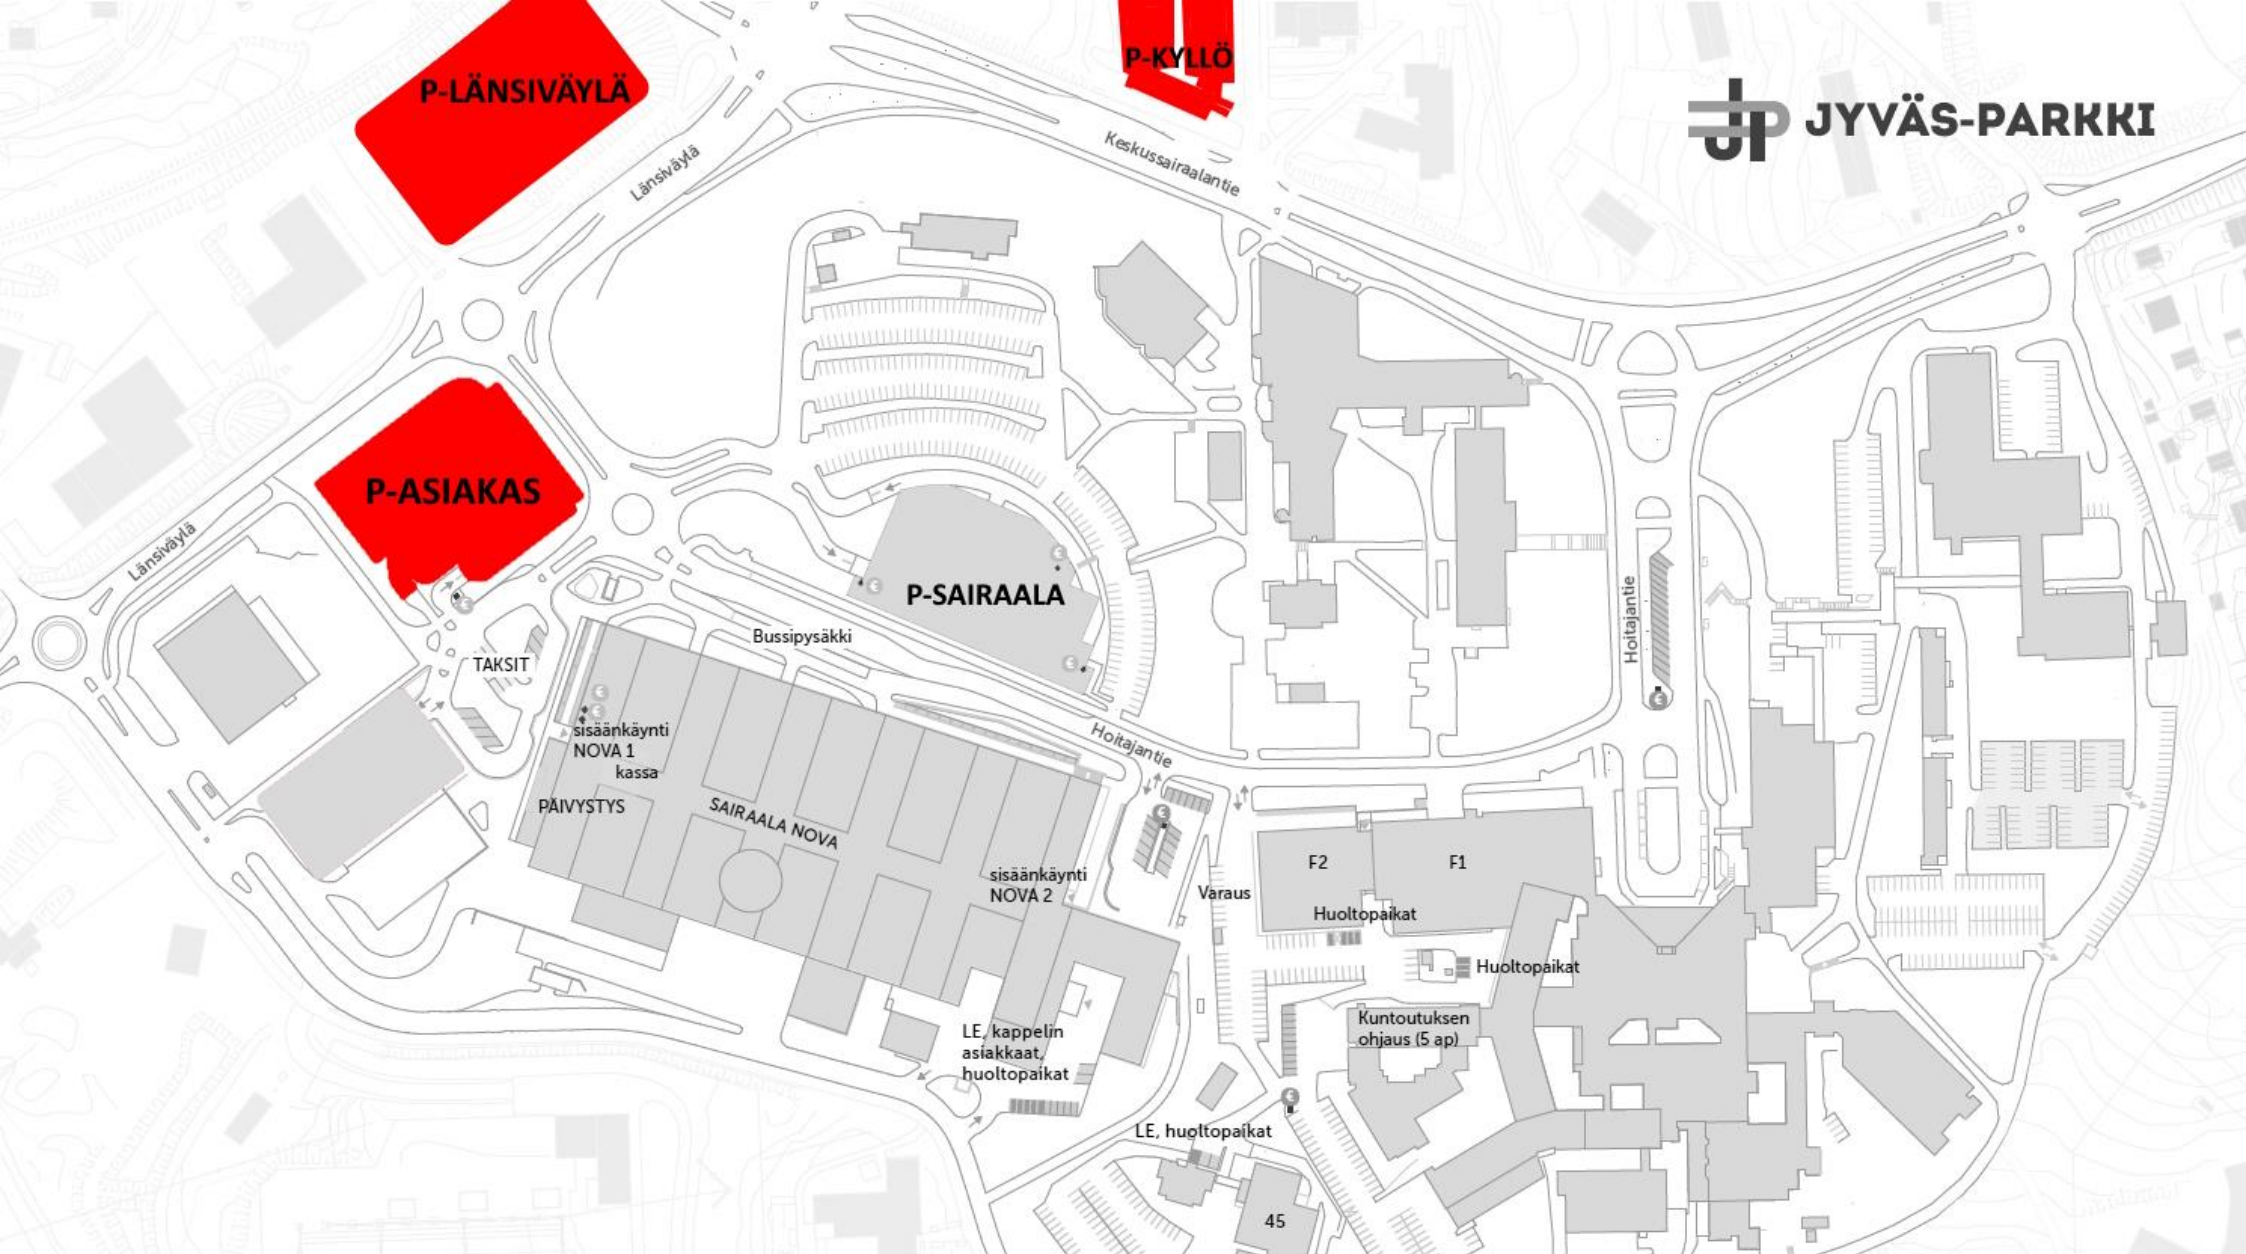 P-LÄNSIVÄYLÄ
P-KYLLÖ
JYVÄS-PARKKI
Länsiväylä
Keskussairaalantie
P-ASIAKAS
Länsiväylä
P-SAIRAALA
Bussipysäkki
Hoitajantie
TAKSIT
€
€
€
€
€
€
€
€
€
sisäänkäynti
NOVA 1
kassa
PÄIVYSTYS
SAIRAALA NOVA
Hoitajantie
sisäänkäynti
NOVA 2
Varaus
F2
F1
Huoltopaikat
Huoltopaikat
Kuntoutuksen
ohjaus (5 ap)
LE, kappelin
asiakkaat,
huoltopaikat
LE, huoltopaikat
45